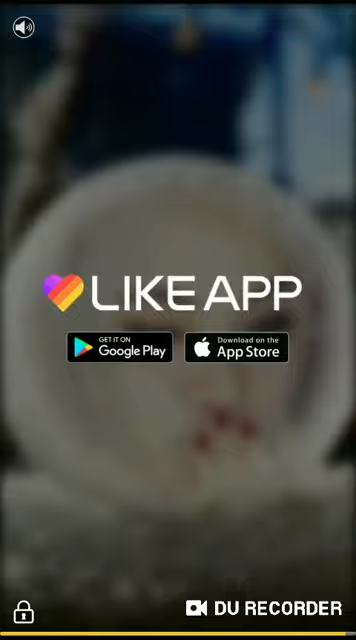 LIKE APP
GET IT ON
Google Play
Download on the
App Store
DU RECORDER